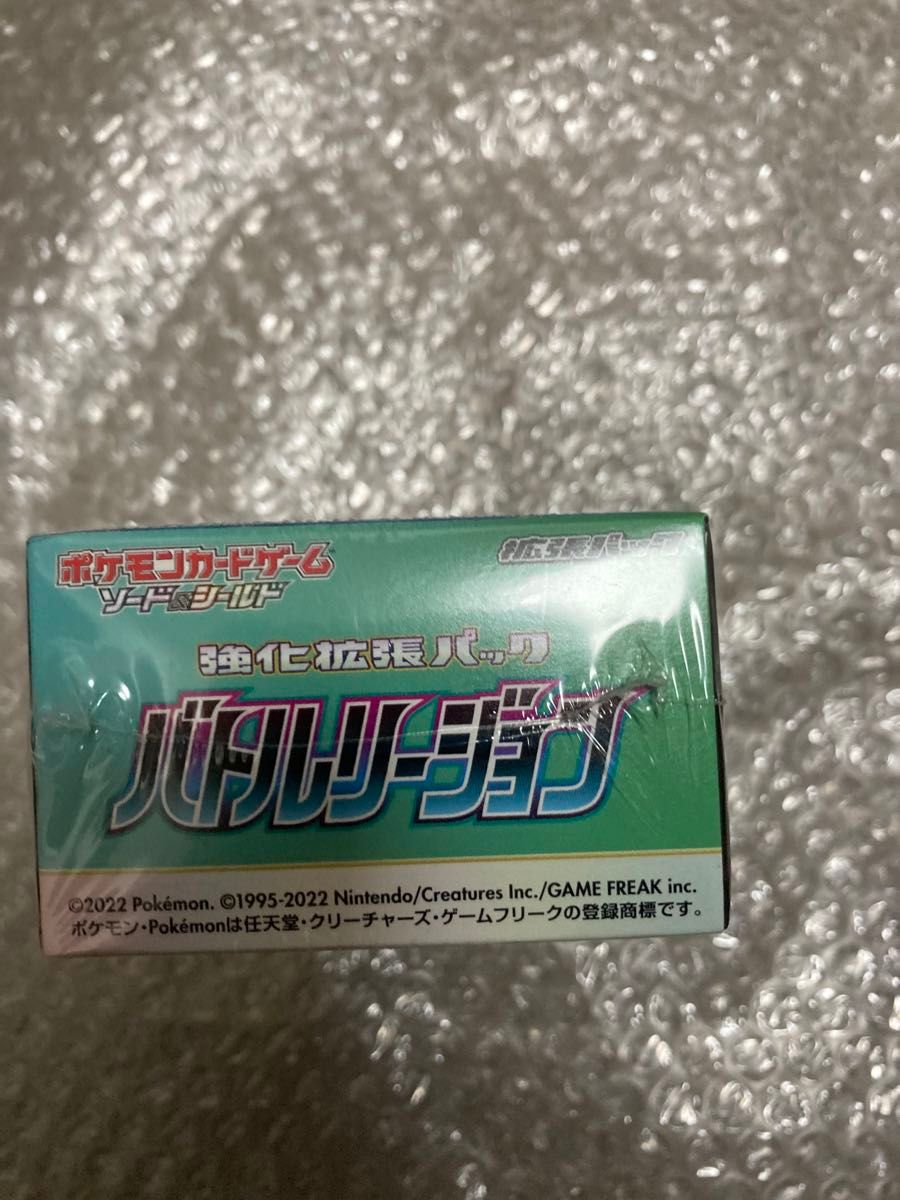 ポケモンカードゲーム
拡張パック
ソード&シールド
強化拡張パック
バトルリージョン
©2022 Pokémon. ©1995-2022 Nintendo/Creatures Inc./GAME FREAK inc.
ポケモン・Pokémonは任天堂・クリーチャーズ・ゲームフリークの登録商標です。